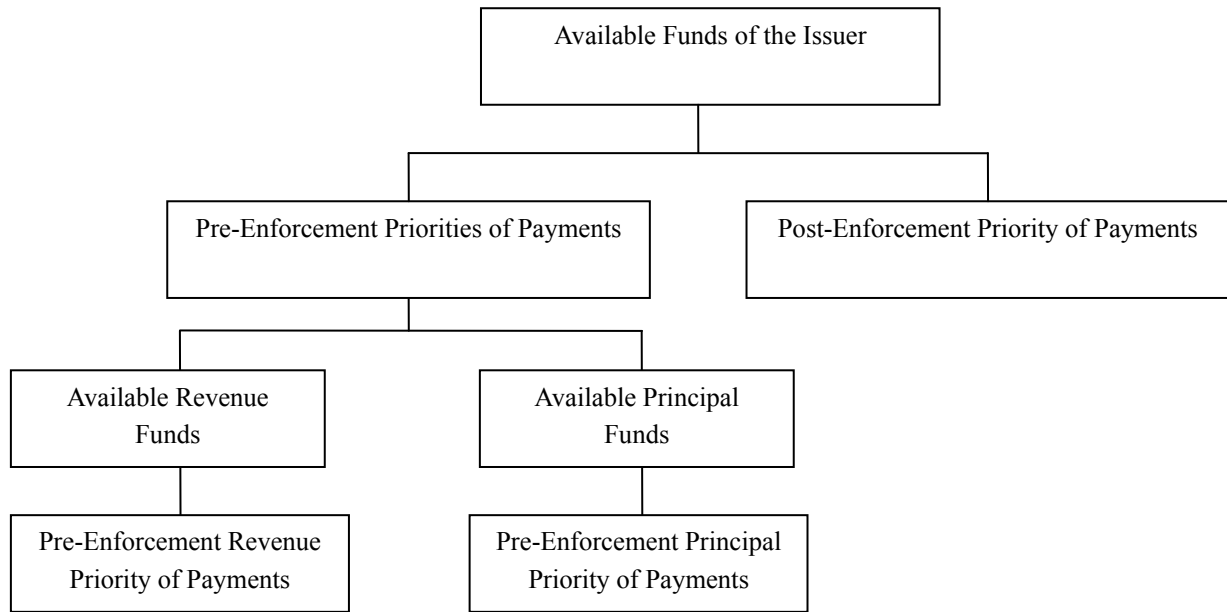 Available Funds of the Issuer
Pre-Enforcement Priorities of Payments
Post-Enforcement Priority of Payments
Available Revenue
Funds
Available Principal
Funds
Pre-Enforcement Revenue
Priority of Payments
Pre-Enforcement Principal
Priority of Payments